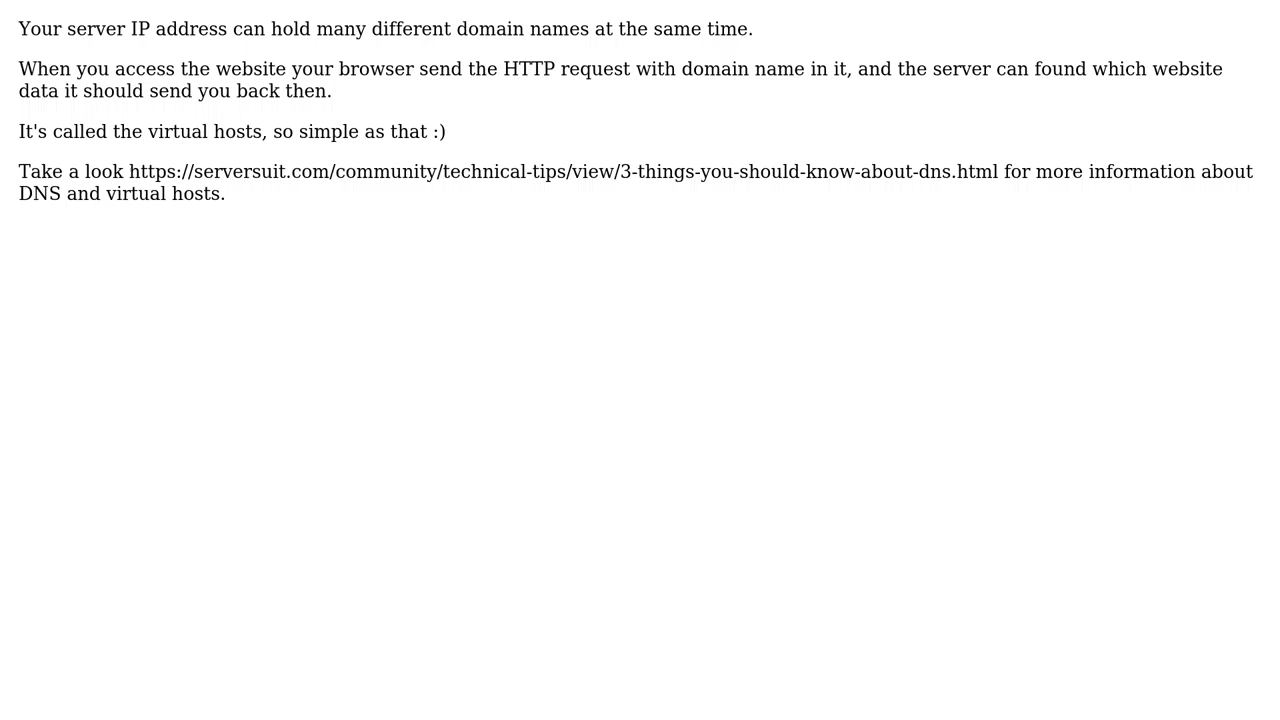 Your server IP address can hold many different domain names at the same time.
When you access the website your browser send the HTTP request with domain name in it, and the server can found which website
data it should send you back then.
It's called the virtual hosts, so simple as that :)
Take a look https://serversuit.com/community/technical-tips/view/3-things-you-should-know-about-dns.html for more information about
DNS and virtual hosts.